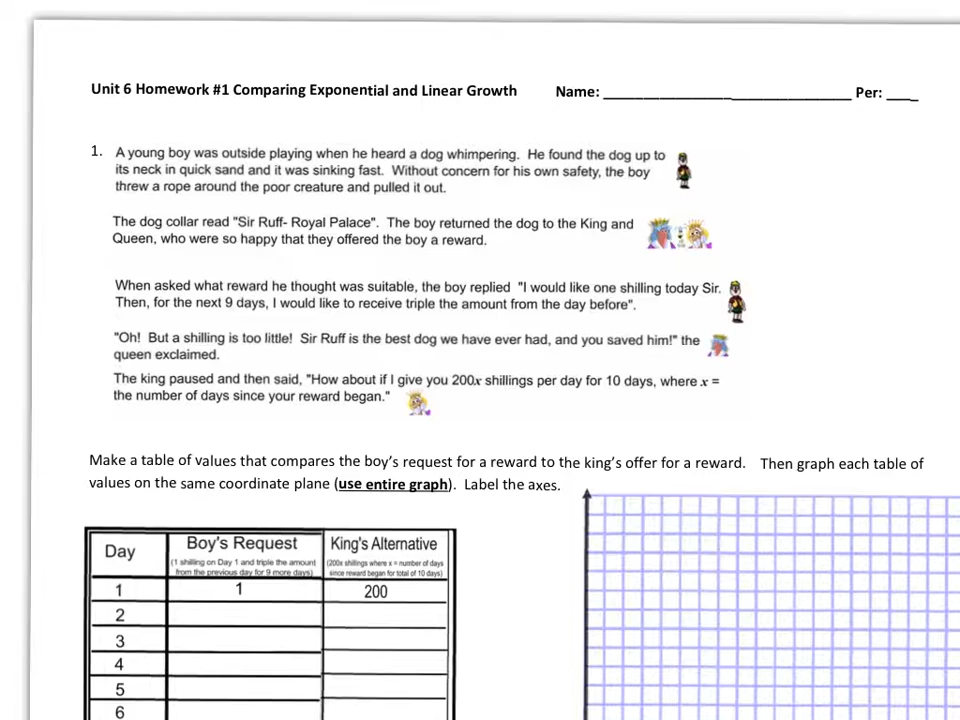 Unit 6 Homework #1 Comparing Exponential and Linear Growth Name: _______________________________ Per: ____
1. A young boy was outside playing when he heard a dog whimpering. He found the dog up to
its neck in quick sand and it was sinking fast. Without concern for his own safety, the boy
threw a rope around the poor creature and pulled it out.
The dog collar read "Sir Ruff- Royal Palace". The boy returned the dog to the King and
Queen, who were so happy that they offered the boy a reward.
When asked what reward he thought was suitable, the boy replied "I would like one shilling today Sir.
Then, for the next 9 days, I would like to receive triple the amount from the day before".
"Oh! But a shilling is too little! Sir Ruff is the best dog we have ever had, and you saved him!" the
queen exclaimed.
The king paused and then said, "How about if I give you 200x shillings per day for 10 days, where x =
the number of days since your reward began."
Make a table of values that compares the boy's request for a reward to the king's offer for a reward. Then graph each table of
values on the same coordinate plane (use entire graph). Label the axes.
Day Boy's Request King's Alternative
(1 shilling on Day 1 and triple the amount (200x shillings where x = number of days
from the previous day for 9 more days) since reward began for total of 10 days)
1 1 200
2
3
4
5
6